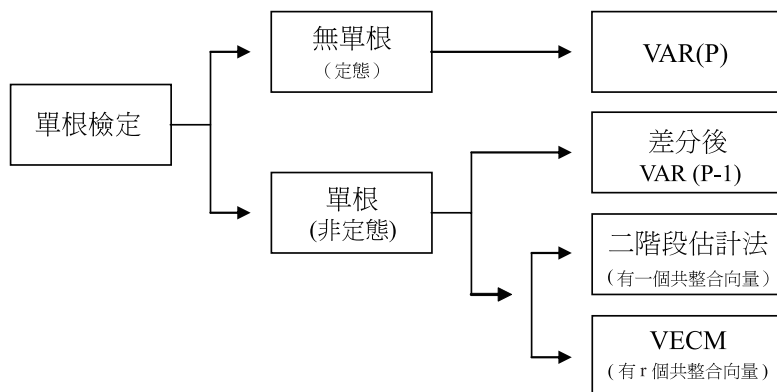 單根檢定
無單根
（定態）
VAR(P)
單根
(非定態)
差分後
VAR (P-1)
二階段估計法
（有一個共整合向量）
VECM
( 有 r 個共整合向量 )